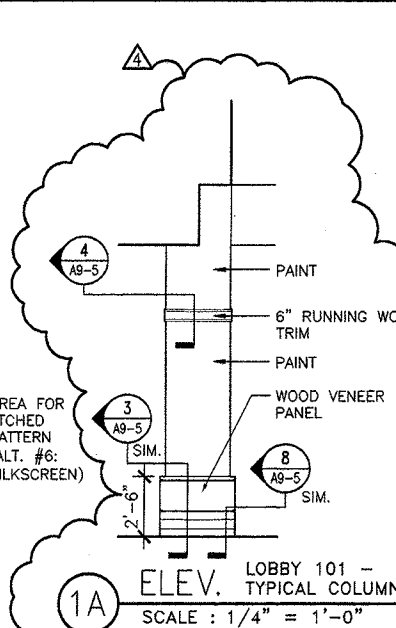 4
4
A9-5
PAINT
6" RUNNING WO
TRIM
PAINT
WOOD VENEER
PANEL
REA FOR
TCHED
ATTERN
ALT. #6:
ILKSCREEN)
3
A9-5
SIM.
8
A9-5
SIM.
2'-6"
1A
ELEV.
LOBBY 101 –
TYPICAL COLUMN
SCALE : 1/4" = 1'-0"